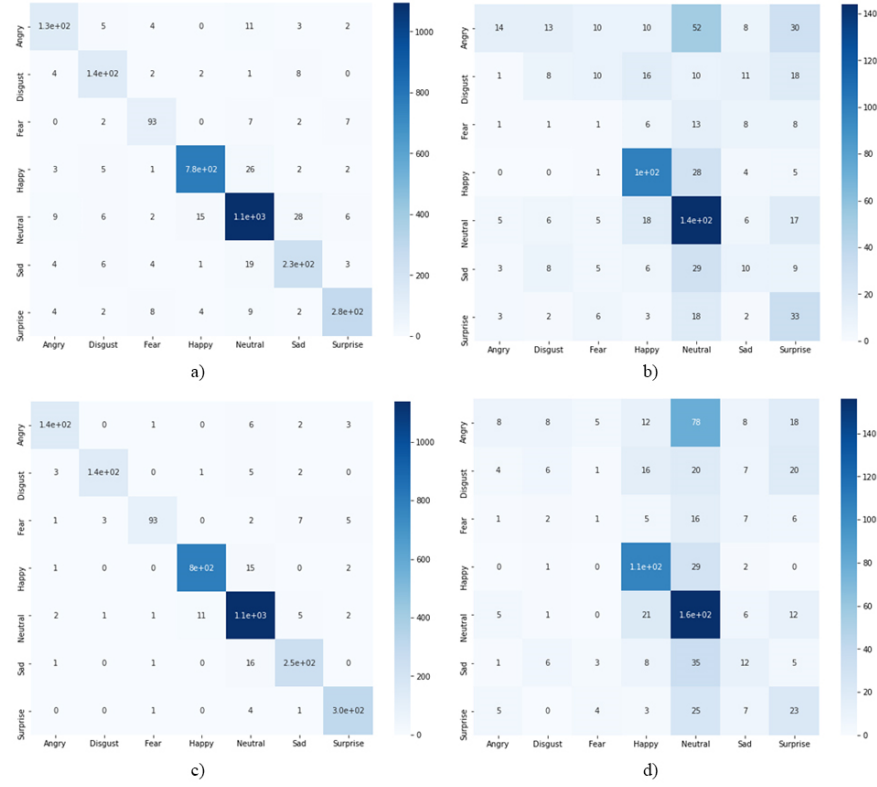 Angry 1.3e+02 5 4 0 11 3 2
Disgust 4 1.4e+02 2 2 1 8 0
Fear 0 2 93 0 7 2 7
Happy 3 5 1 7.8e+02 26 2 2
Neutral 9 6 2 15 1.1e+03 28 6
Sad 4 6 4 1 19 2.3e+02 3
Surprise 4 2 8 4 9 2 2.8e+02
Angry Disgust Fear Happy Neutral Sad Surprise
1000
800
600
400
200
0
a)
Angry 14 13 10 10 52 8 30
Disgust 1 8 10 16 10 11 18
Fear 1 1 1 6 13 8 8
Happy 0 0 1 1e+02 28 4 5
Neutral 5 6 5 18 1.4e+02 6 17
Sad 3 8 5 6 29 10 9
Surprise 3 2 6 3 18 2 33
Angry Disgust Fear Happy Neutral Sad Surprise
140
120
100
80
60
40
20
0
b)
Angry 1.4e+02 0 1 0 6 2 3
Disgust 3 1.4e+02 0 1 5 2 0
Fear 1 3 93 0 2 7 5
Happy 1 0 0 8e+02 15 0 2
Neutral 2 1 1 11 1.1e+03 5 2
Sad 1 0 1 0 16 2.5e+02 0
Surprise 0 0 1 0 4 1 3.0e+02
Angry Disgust Fear Happy Neutral Sad Surprise
1000
800
600
400
200
0
c)
Angry 8 8 5 12 78 8 18
Disgust 4 6 1 16 20 7 20
Fear 1 2 1 5 16 7 6
Happy 0 1 0 1.1e+02 29 2 0
Neutral 5 1 0 21 1.6e+02 6 12
Sad 1 6 3 8 35 12 5
Surprise 5 0 4 3 25 7 23
Angry Disgust Fear Happy Neutral Sad Surprise
140
120
100
80
60
40
20
0
d)